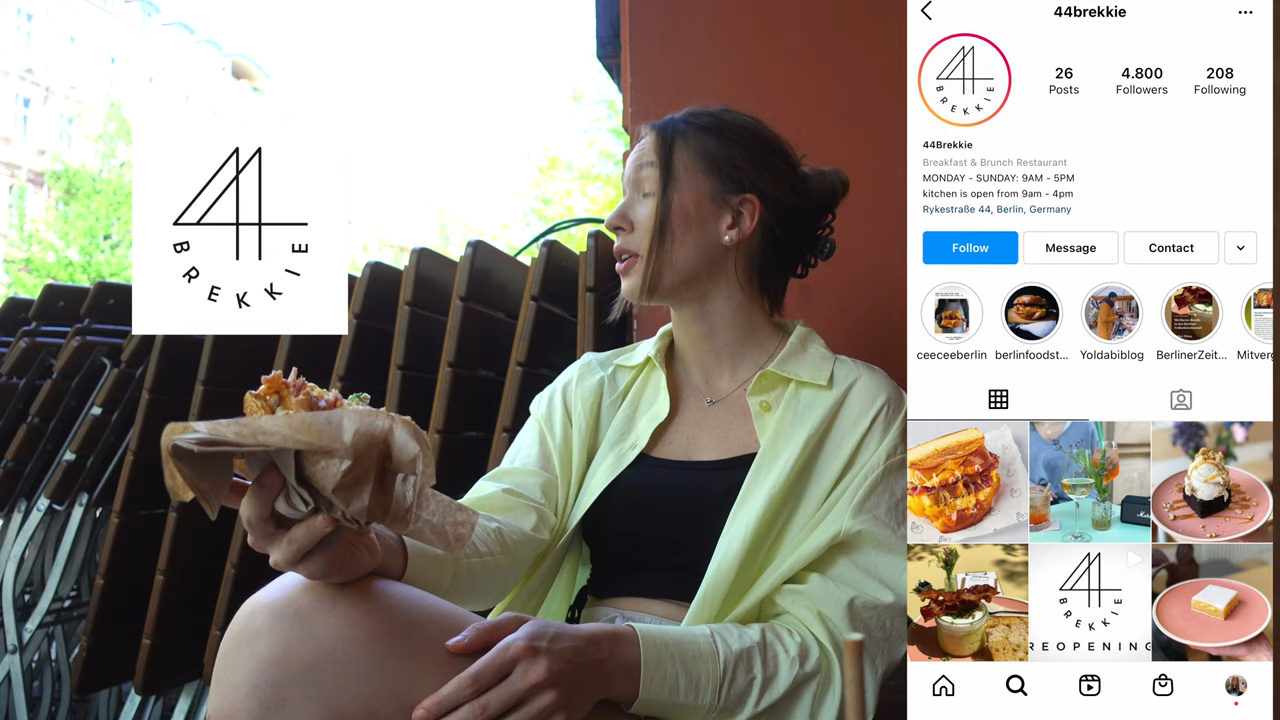 44
BREKKIE
44brekkie
44
BREKKIE
26
Posts
4.800
Followers
208
Following
44Brekkie
Breakfast & Brunch Restaurant
MONDAY - SUNDAY: 9AM - 5PM
kitchen is open from 9am - 4pm
Rykestraße 44, Berlin, Germany
Follow
Message
Contact
ceeceeberlin
berlinfoodst...
Yoldabiblog
BerlinerZeit...
Mitverg
44
BREKKIE
REOPENING